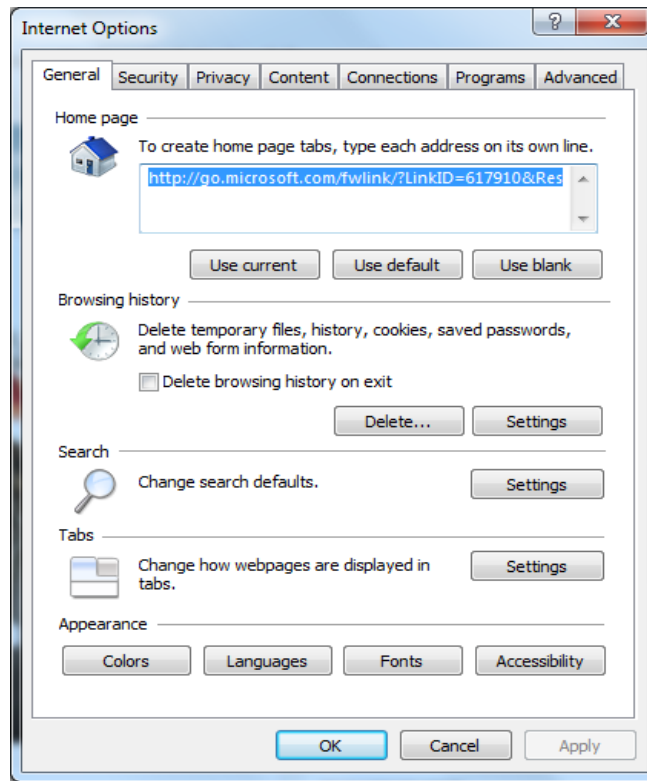 Internet Options
General Security Privacy Content Connections Programs Advanced
Home page
To create home page tabs, type each address on its own line.
http://go.microsoft.com/fwlink/?LinkID=617910&Res
Use current Use default Use blank
Browsing history
Delete temporary files, history, cookies, saved passwords,
and web form information.
Delete browsing history on exit
Delete... Settings
Search
Change search defaults.
Settings
Tabs
Change how webpages are displayed in
tabs.
Settings
Appearance
Colors Languages Fonts Accessibility
OK Cancel Apply